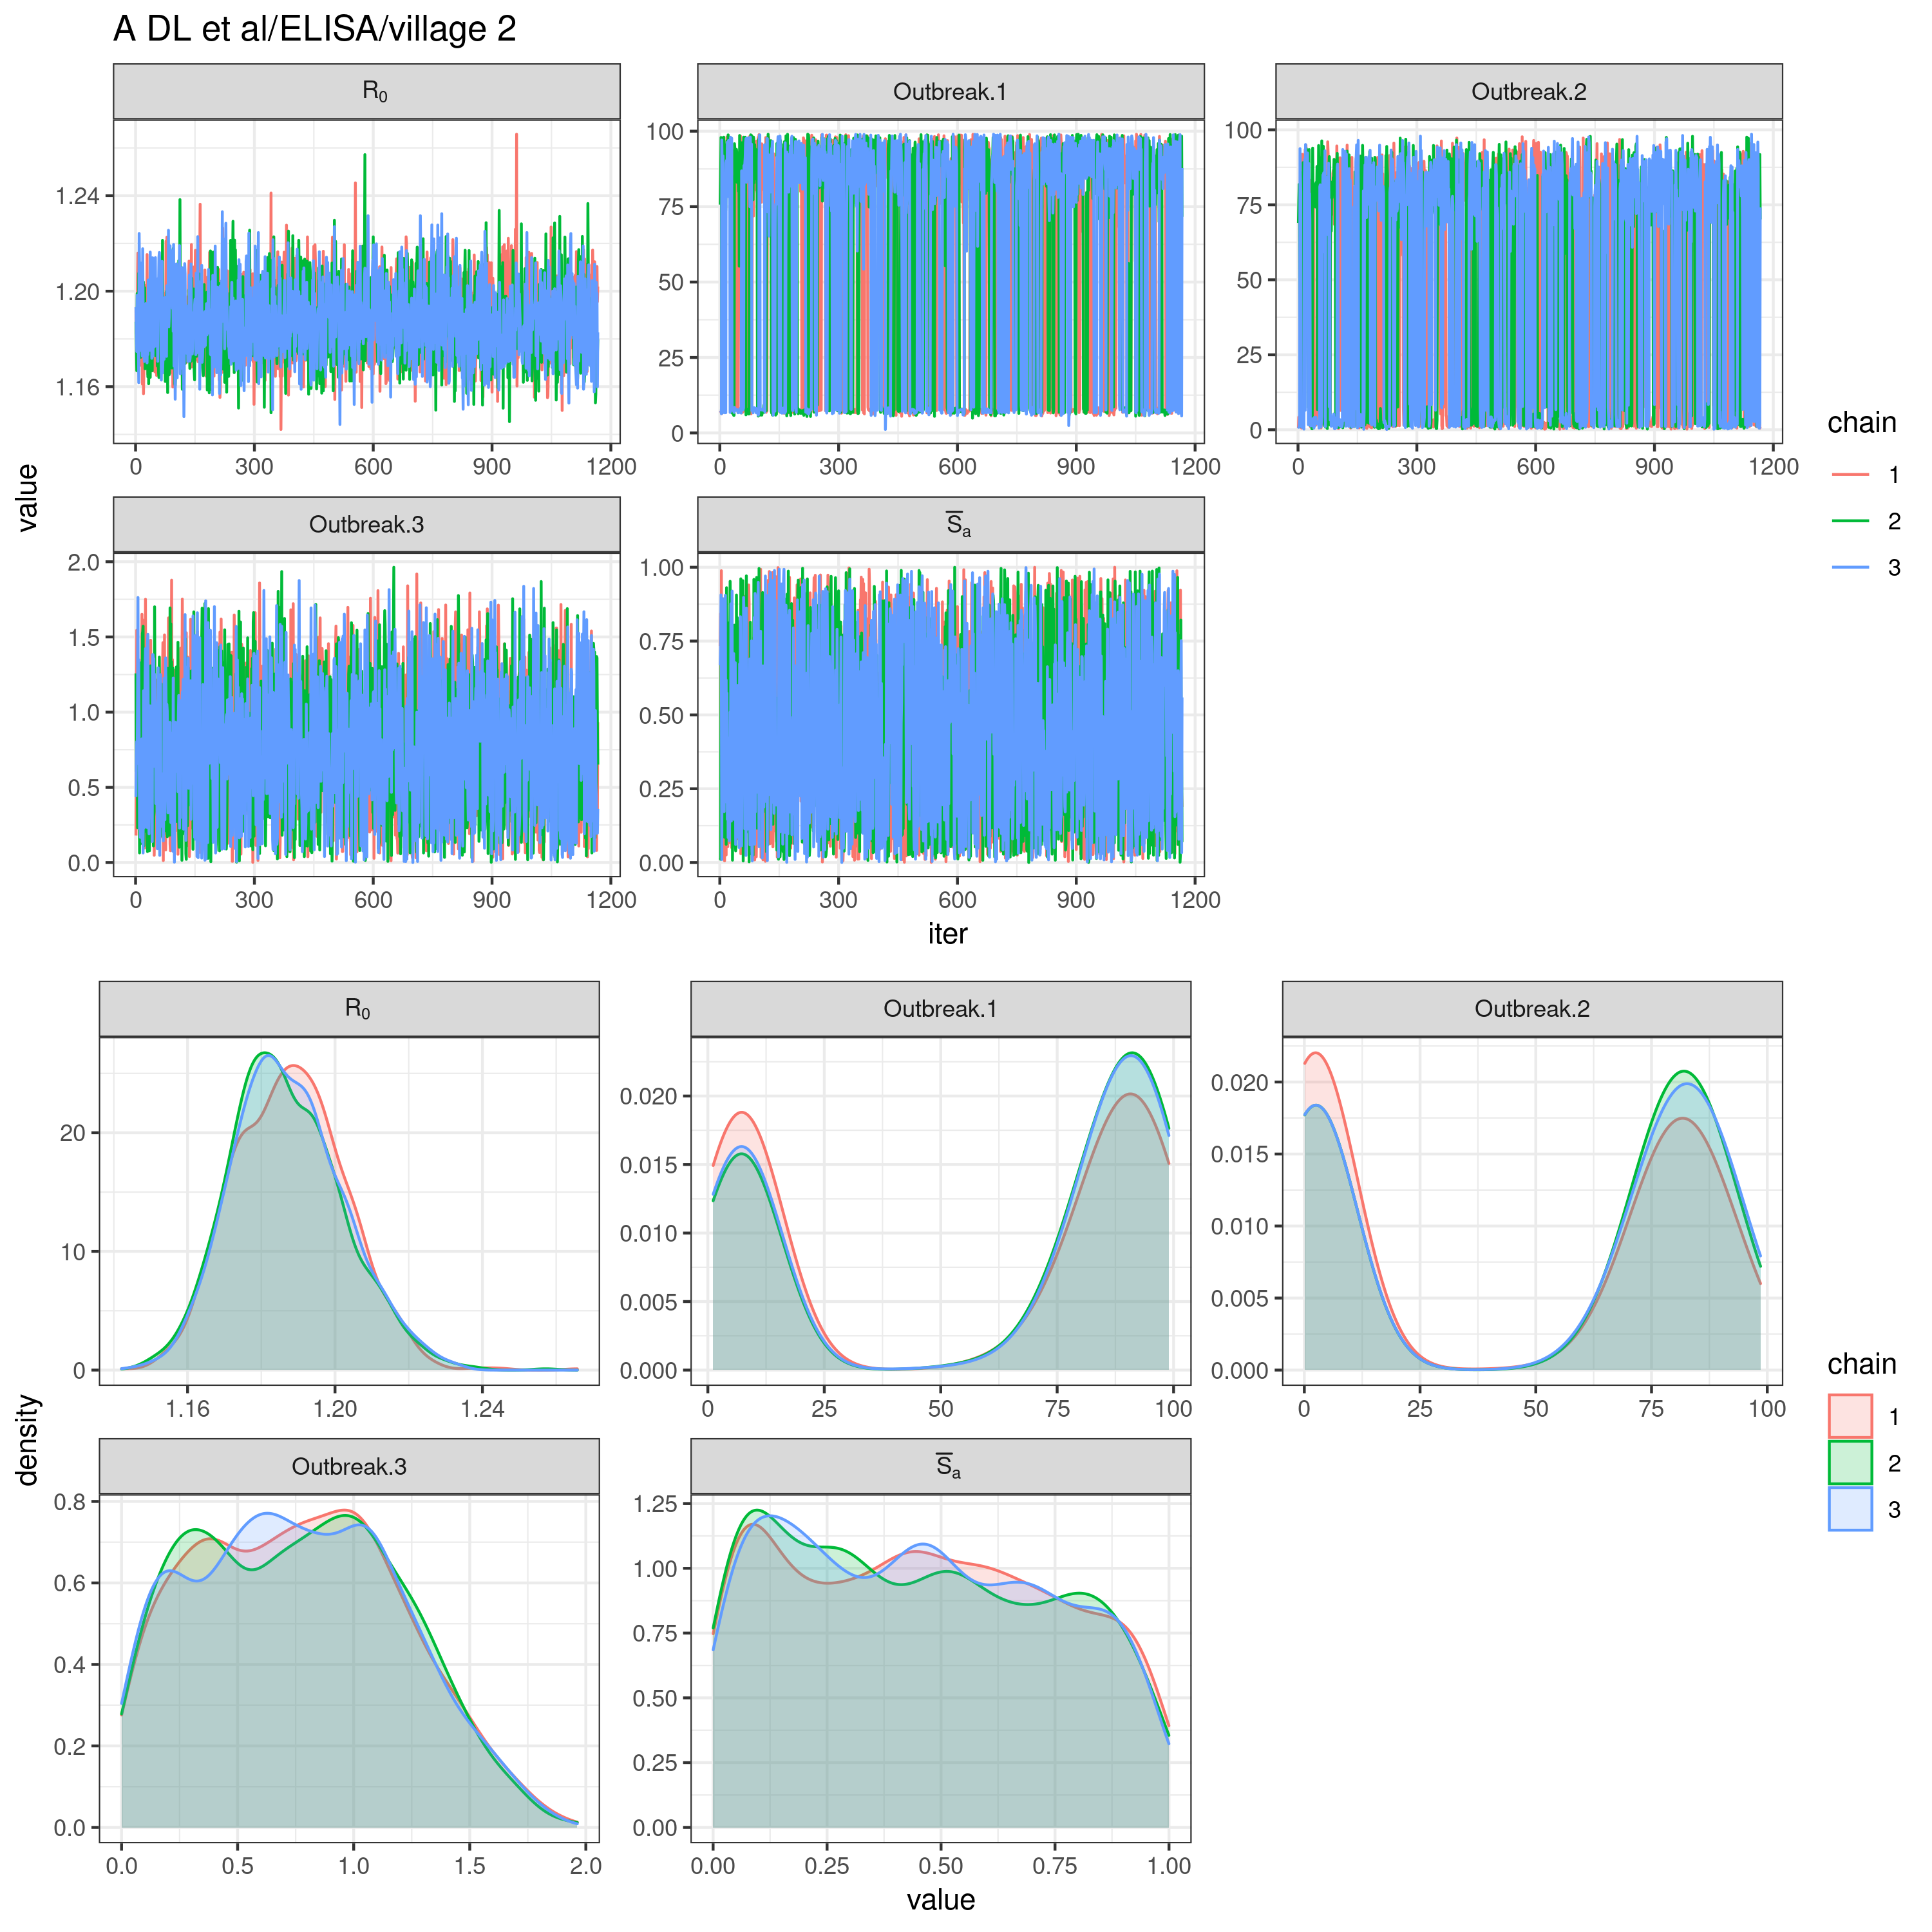 A DL et al/ELISA/village 2
R₀ Outbreak.1 Outbreak.2
1.24
1.20
1.16
100
75
50
25
0
100
75
50
25
0
0 300 600 900 1200
0 300 600 900 1200
0 300 600 900 1200
Outbreak.3 S̅ₐ
2.0
1.5
1.0
0.5
0.0
1.00
0.75
0.50
0.25
0.00
0 300 600 900 1200
0 300 600 900 1200
value
iter
chain
1
2
3
R₀ Outbreak.1 Outbreak.2
20
10
0
0.020
0.015
0.010
0.005
0.000
0.020
0.015
0.010
0.005
0.000
1.16 1.20 1.24
0 25 50 75 100
0 25 50 75 100
Outbreak.3 S̅ₐ
0.8
0.6
0.4
0.2
0.0
1.25
1.00
0.75
0.50
0.25
0.00
0.0 0.5 1.0 1.5 2.0
0.00 0.25 0.50 0.75 1.00
density
value
chain
1
2
3